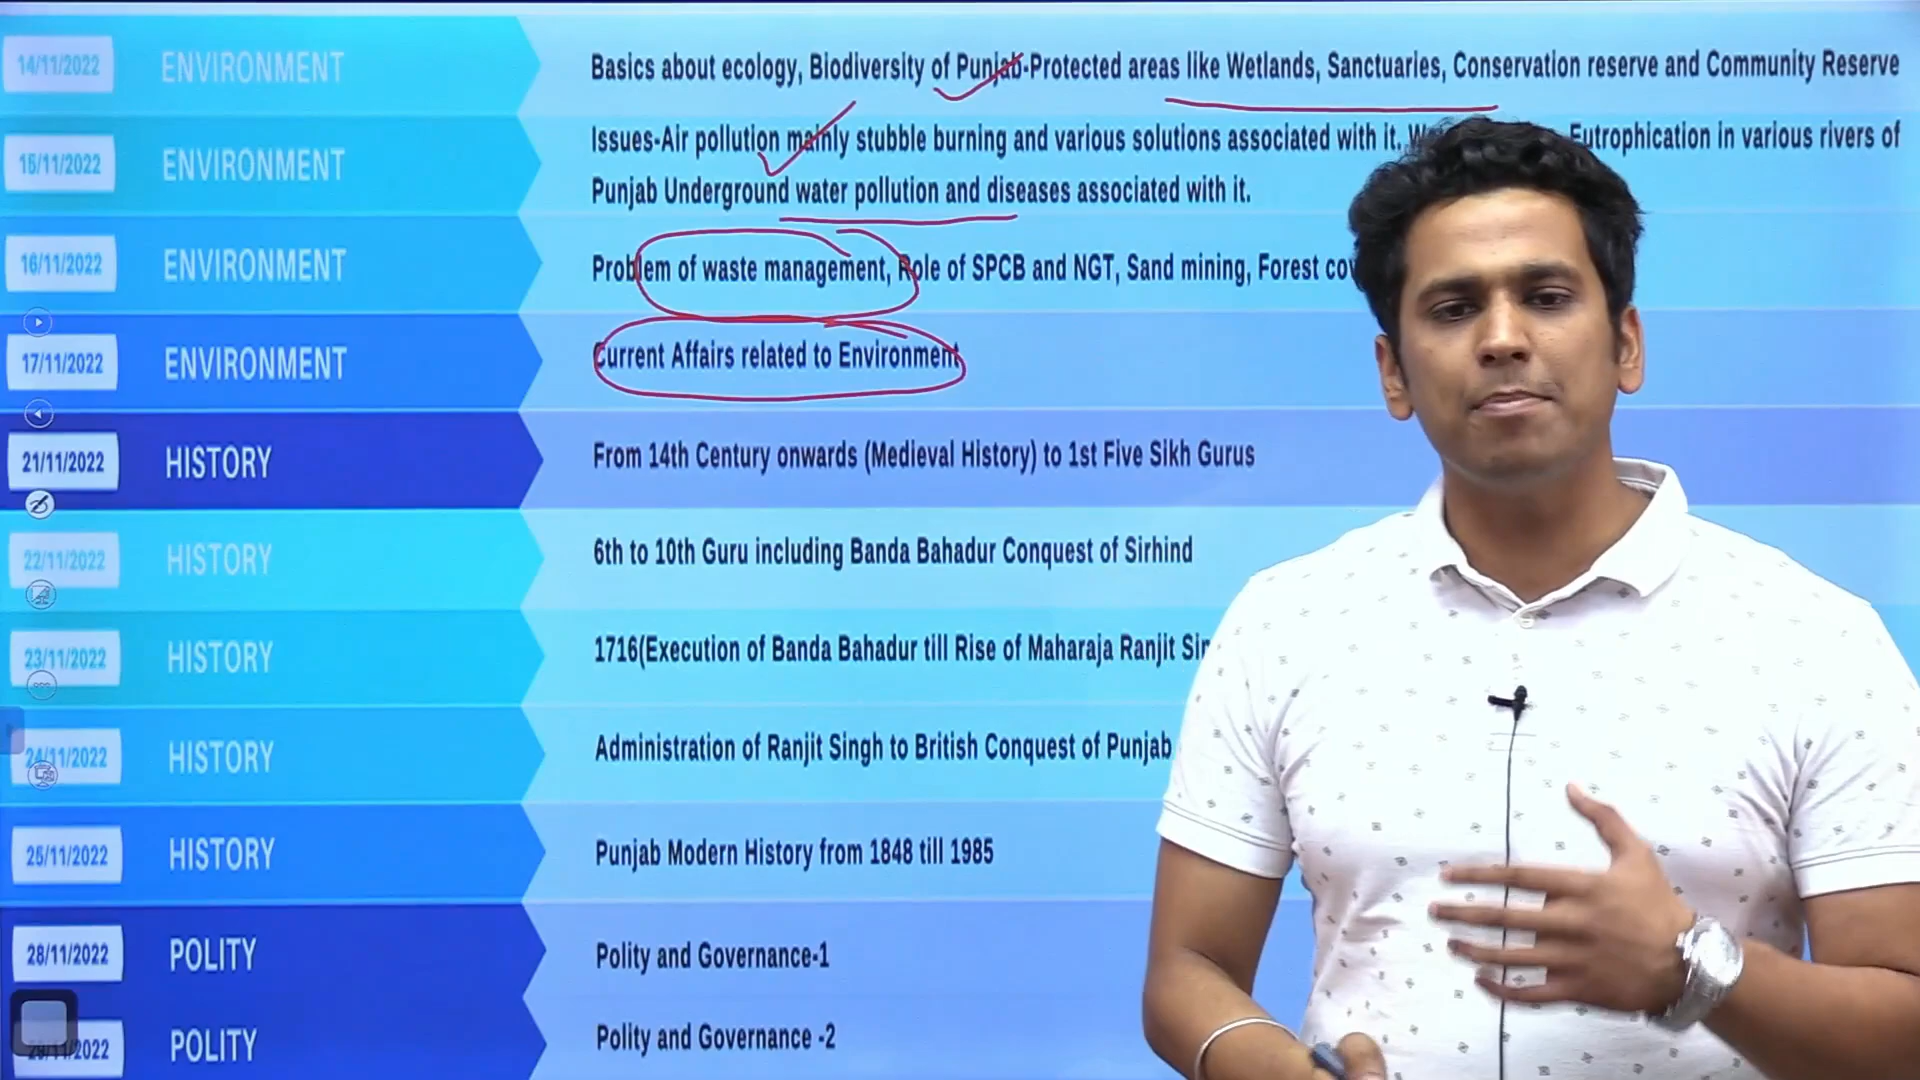 14/11/2022 ENVIRONMENT Basics about ecology, Biodiversity of Punjab-Protected areas like Wetlands, Sanctuaries, Conservation reserve and Community Reserve
15/11/2022 ENVIRONMENT Issues-Air pollution mainly stubble burning and various solutions associated with it. Eutrophication in various rivers of
Punjab Underground water pollution and diseases associated with it.
16/11/2022 ENVIRONMENT Problem of waste management, Role of SPCB and NGT, Sand mining, Forest
17/11/2022 ENVIRONMENT Current Affairs related to Environment
21/11/2022 HISTORY From 14th Century onwards (Medieval History) to 1st Five Sikh Gurus
22/11/2022 HISTORY 6th to 10th Guru including Banda Bahadur Conquest of Sirhind
23/11/2022 HISTORY 1716(Execution of Banda Bahadur till Rise of Maharaja Ranjit
24/11/2022 HISTORY Administration of Ranjit Singh to British Conquest of Punjab
25/11/2022 HISTORY Punjab Modern History from 1848 till 1985
28/11/2022 POLITY Polity and Governance-1
29/11/2022 POLITY Polity and Governance -2